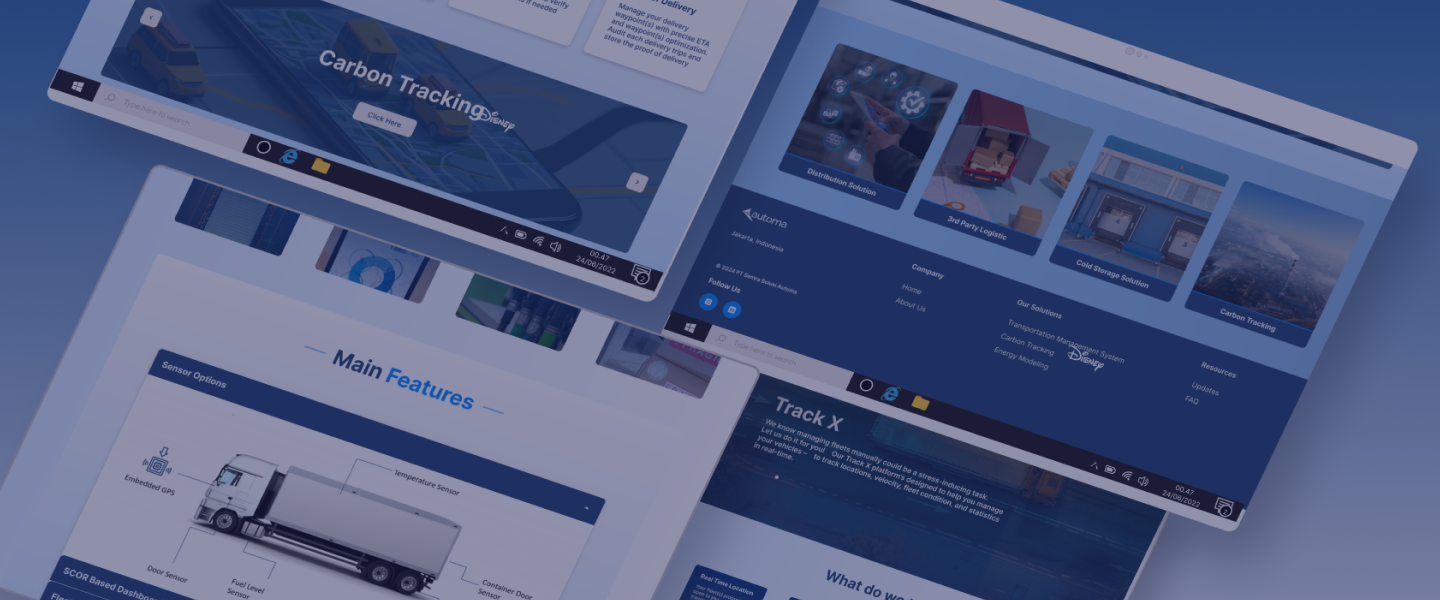 verify
if needed
Delivery
Manage your delivery
waypoint(s) with precise ETA
and waypoint(s) optimization.
Audit each delivery trips and
store the proof of delivery
Carbon Tracking
Disney
Click Here
Type here to search
00.47
24/06/2022
2
Distribution Solution
3rd Party Logistic
Cold Storage Solution
Carbon Tracking
automa
Jakarta, Indonesia
© 2024 PT Sentra Solusi Automa
Follow Us
Company
Home
About Us
Our Solutions
Transportation Management System
Carbon Tracking
Energy Modeling
Disney
Resources
Updates
FAQ
Type here to search
00.47
24/06/2022
2
Main Features
Sensor Options
Embedded GPS
Temperature Sensor
Door Sensor
Fuel Level
Sensor
Container Door
Sensor
SCOR Based Dashboa
Track X
We know managing fleets manually could be a stress-inducing task.
Let us do it for you! Our Track X platform's designed to help you manage
your vehicles - to track locations, velocity, fleet condition, and statistics
in real-time.
What do we
Real Time Location